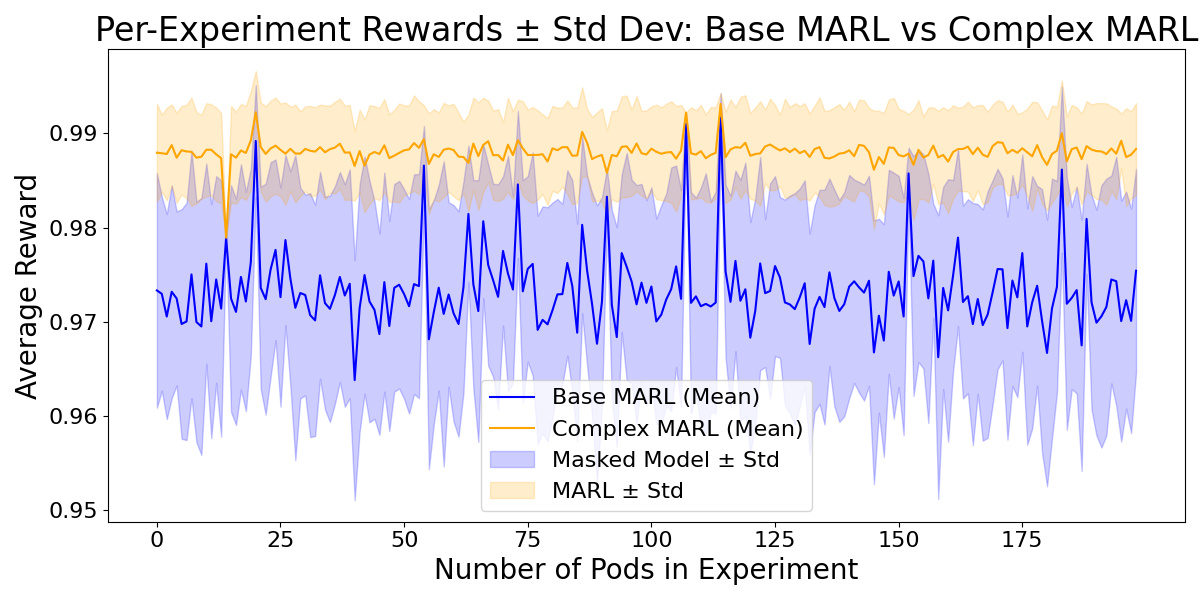 Per-Experiment Rewards ± Std Dev: Base MARL vs Complex MARL
Average Reward
0.99
0.98
0.97
0.96
0.95
Base MARL (Mean)
Complex MARL (Mean)
Masked Model ± Std
MARL ± Std
0 25 50 75 100 125 150 175
Number of Pods in Experiment